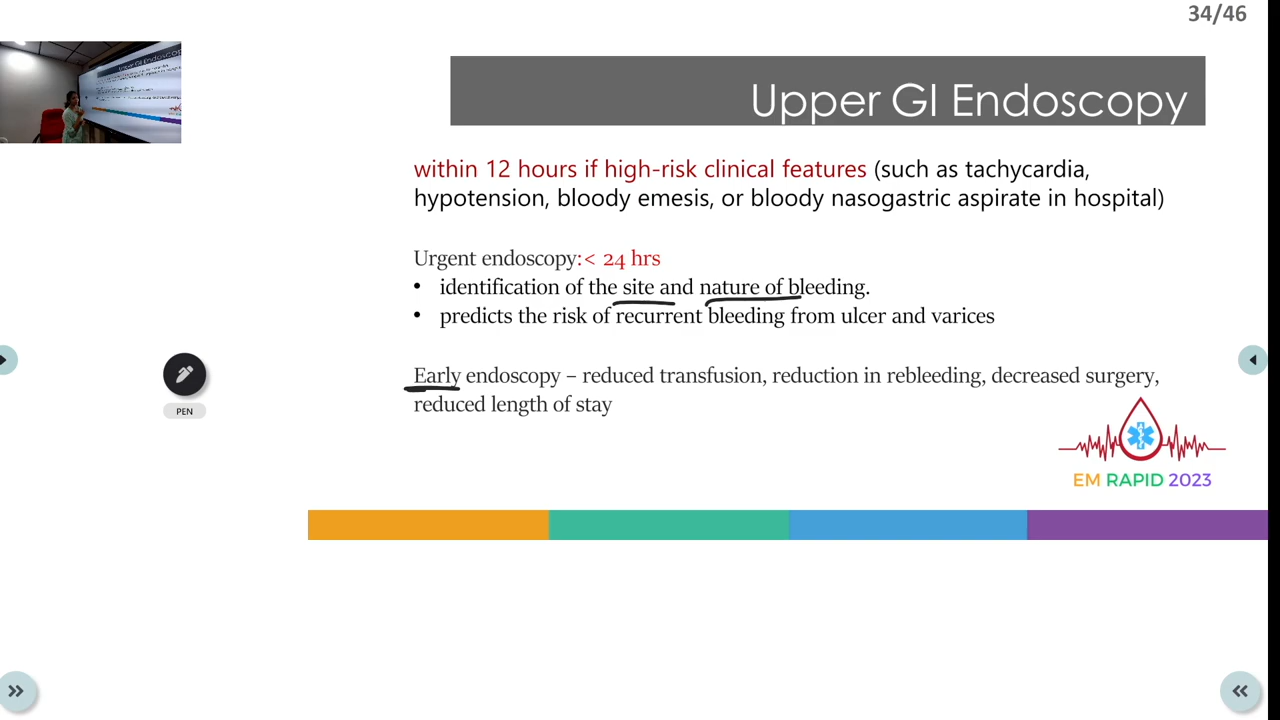 34/46
Upper GI Endoscopy
within 12 hours if high-risk clinical features (such as tachycardia,
hypotension, bloody emesis, or bloody nasogastric aspirate in hospital)
Urgent endoscopy:< 24 hrs
• identification of the site and nature of bleeding.
• predicts the risk of recurrent bleeding from ulcer and varices
PEN
Early endoscopy – reduced transfusion, reduction in rebleeding, decreased surgery,
reduced length of stay
EM RAPID 2023